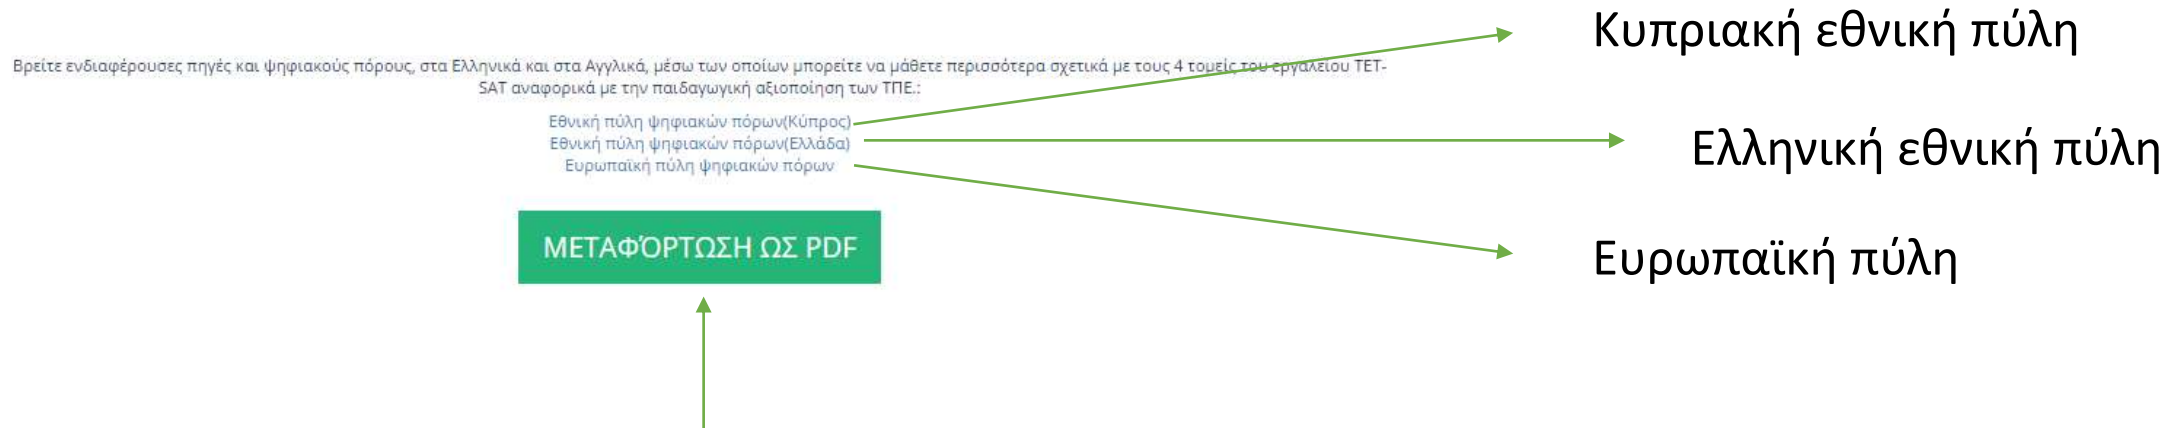 Κυπριακή εθνική πύλη
Βρείτε ενδιαφέρουσες πηγές και ψηφιακούς πόρους, στα Ελληνικά και στα Αγγλικά, μέσω των οποίων μπορείτε να μάθετε περισσότερα σχετικά με τους 4 τομείς του εργαλείου TET-
SAT αναφορικά με την παιδαγωγική αξιοποίηση των ΤΠΕ.:
Εθνική πύλη ψηφιακών πόρων(Κύπρος)
Εθνική πύλη ψηφιακών πόρων(Ελλάδα)
Ελληνική εθνική πύλη
Ευρωπαϊκή πύλη ψηφιακών πόρων
Ευρωπαϊκή πύλη
ΜΕΤΑΦΌΡΤΩΣΗ ΩΣ PDF